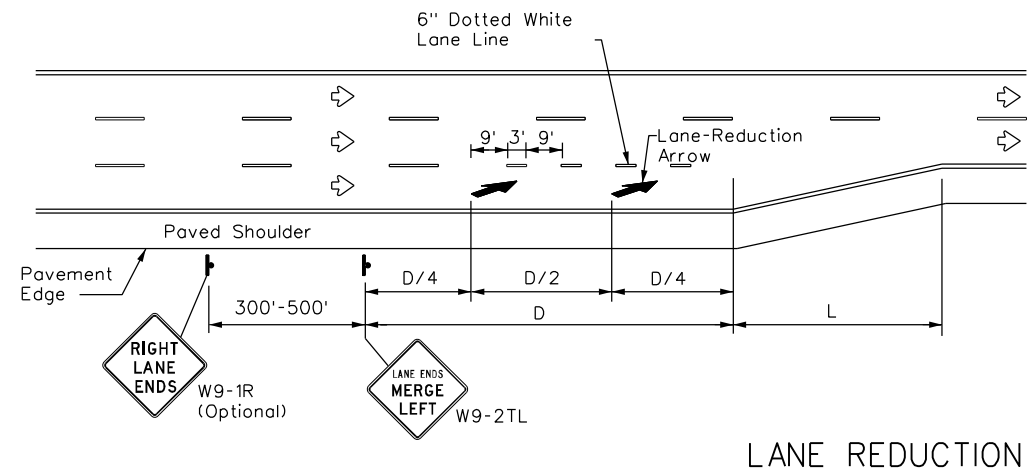 6" Dotted White
Lane Line
9' 3' 9'
Lane-Reduction
Arrow
Paved Shoulder
Pavement
Edge
D/4 D/2 D/4
300'-500' D L
RIGHT
LANE
ENDS
W9-1R
(Optional)
LANE ENDS
MERGE
LEFT
W9-2TL
LANE REDUCTION